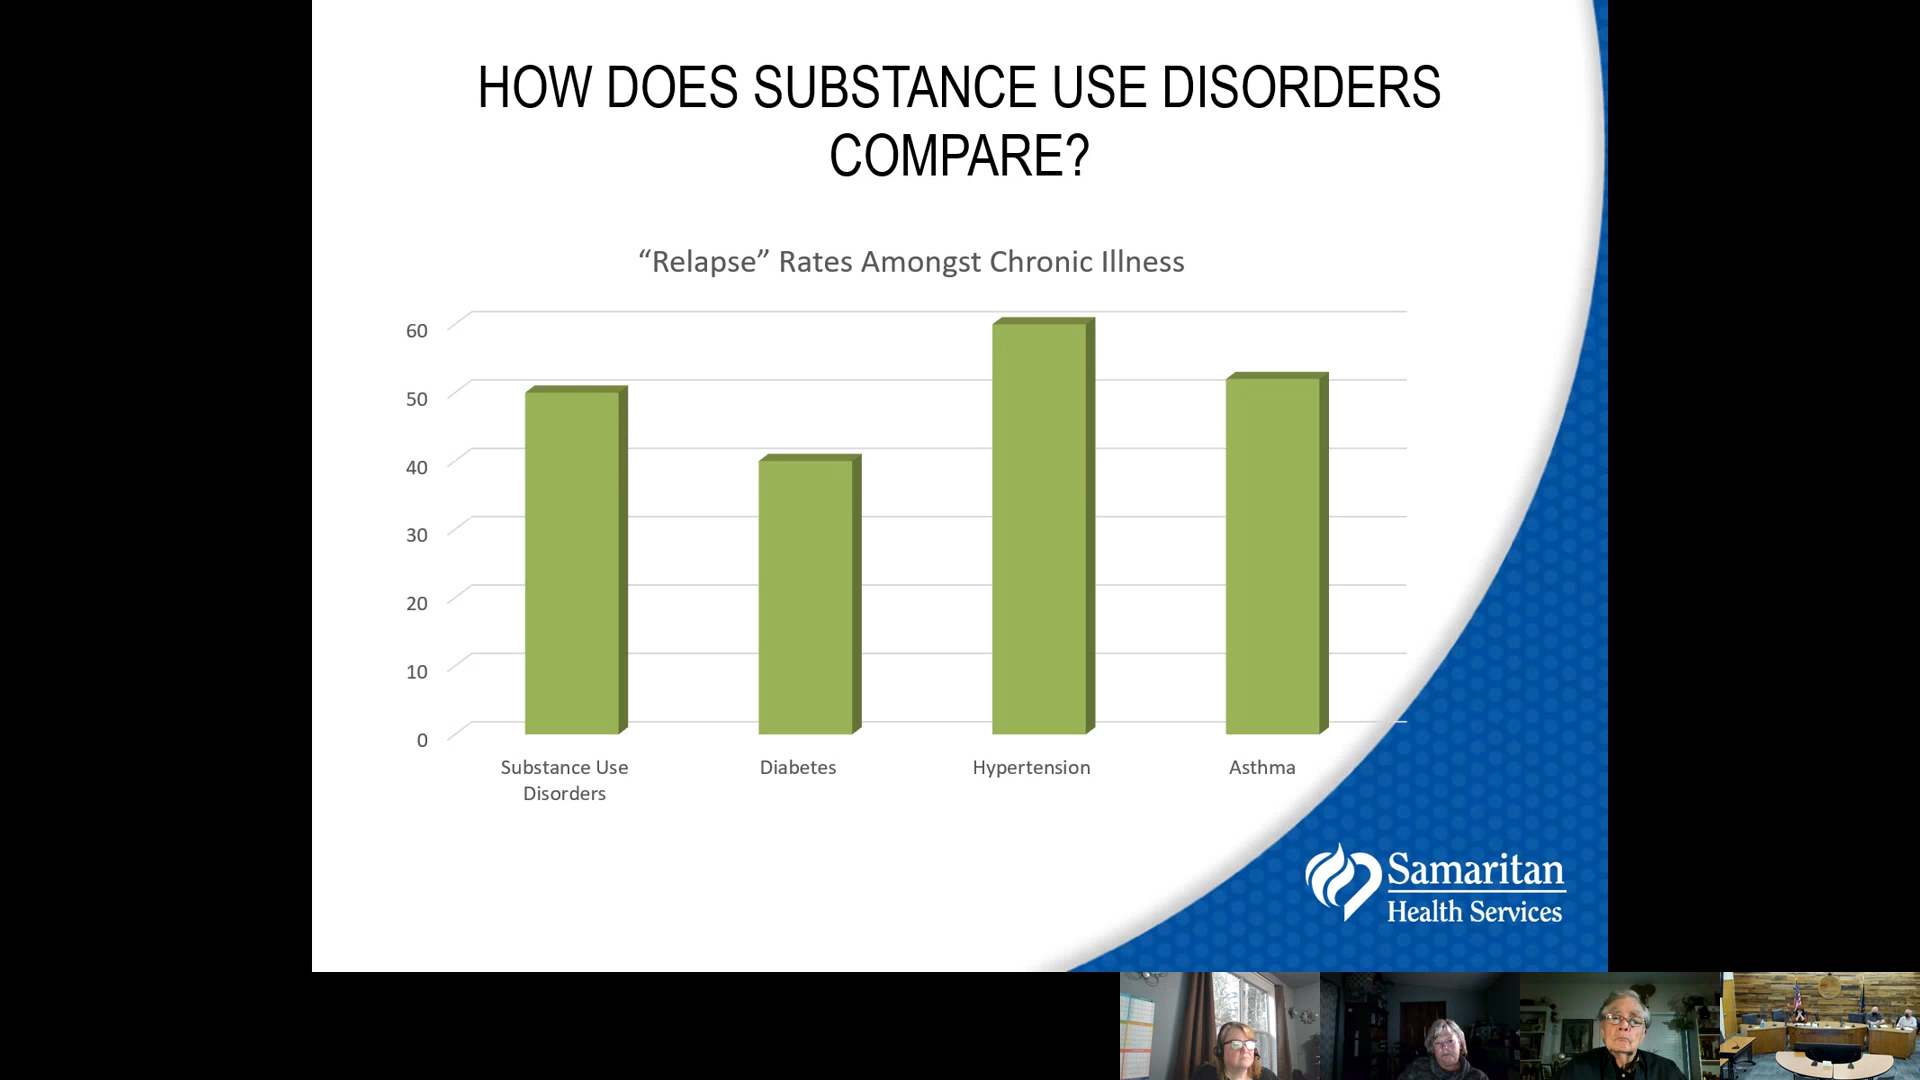 HOW DOES SUBSTANCE USE DISORDERS
COMPARE?
“Relapse” Rates Amongst Chronic Illness
60
50
40
30
20
10
0
Substance Use
Disorders
Diabetes
Hypertension
Asthma
Samaritan
Health Services